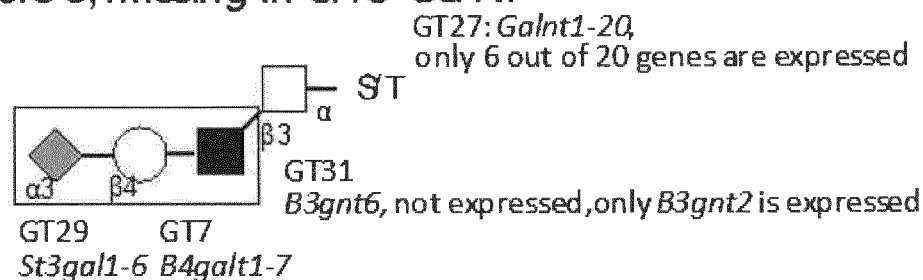 GT27: Galnt1-20,
only 6 out of 20 genes are expressed
S/T
α
β3
α3
β4
GT31
B3gnt6, not expressed, only B3gnt2 is expressed
GT29 GT7
St3gal1-6 B4galt1-7